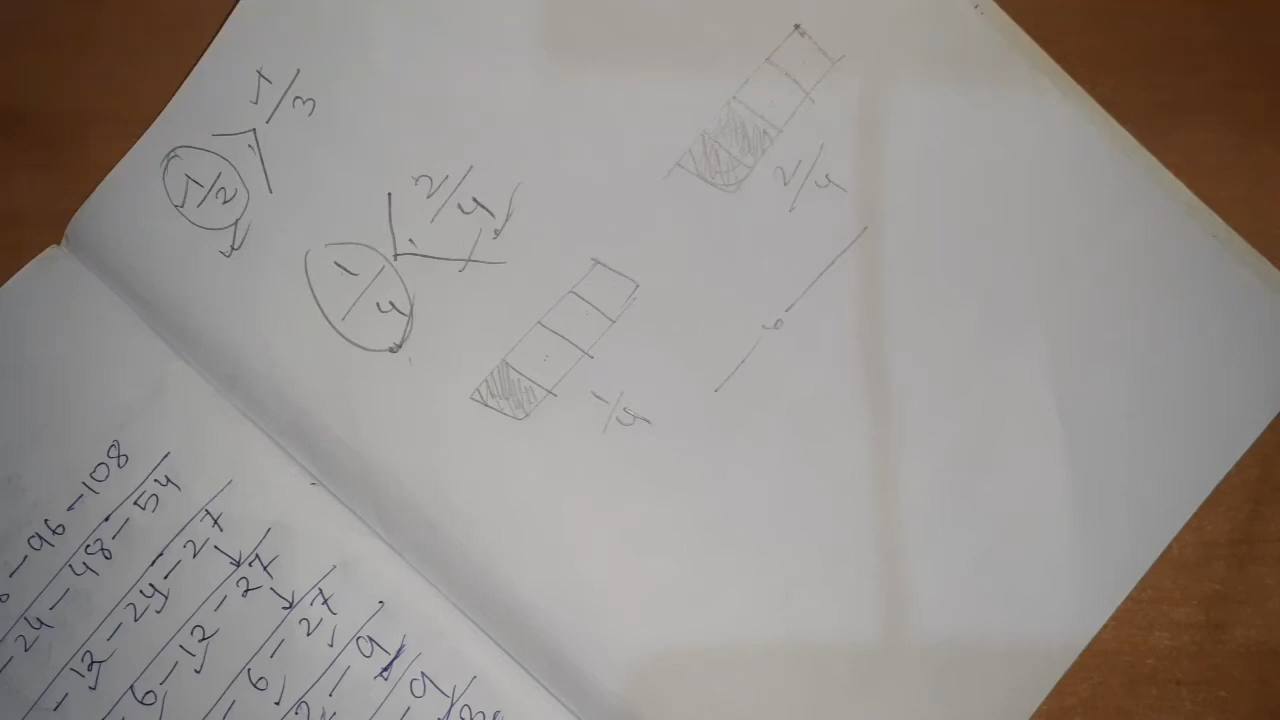 1/2 > 1/3
1/4 < 2/4
1/4
2/4
- 96 - 108
- 24 - 48 - 54
- 12 - 24 - 27
6 - 12 - 27
- 6 - 27
2 - 9
- 9